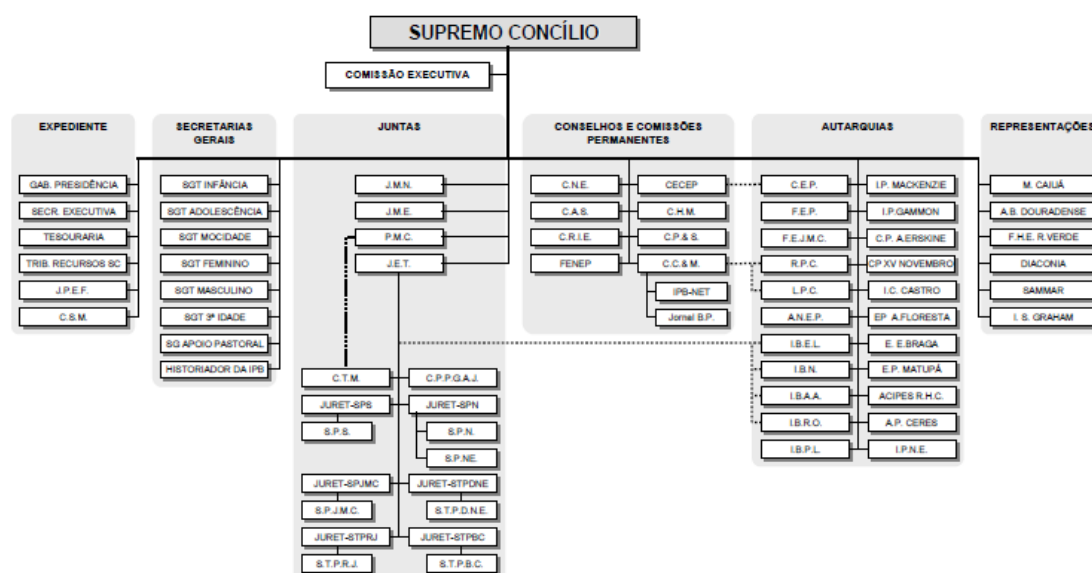 SUPREMO CONCÍLIO
COMISSÃO EXECUTIVA
EXPEDIENTE
GAB. PRESIDÊNCIA
SECR. EXECUTIVA
TESOURARIA
TRIB. RECURSOS SC
J.P.E.F.
C.S.M.
SECRETARIAS
GERAIS
SGT INFÂNCIA
SGT ADOLESCÊNCIA
SGT MOCIDADE
SGT FEMININO
SGT MASCULINO
SGT 3ª IDADE
SG APOIO PASTORAL
HISTORIADOR DA IPB
JUNTAS
J.M.N.
J.M.E.
P.M.C.
J.E.T.
C.T.M.
C.P.P.G.A.J.
JURET-SPS
JURET-SPN
S.P.S.
S.P.N.
S.P.NE.
JURET-SPJMC
JURET-STPDNE
S.P.J.M.C.
S.T.P.D.N.E.
JURET-STPRJ
JURET-STPBC
S.T.P.R.J.
S.T.P.B.C.
CONSELHOS E COMISSÕES
PERMANENTES
C.N.E.
CECEP
C.A.S.
C.H.M.
C.R.I.E.
C.P.& S.
FENEP
C.C.& M.
IPB-NET
Jornal B.P.
AUTARQUIAS
C.E.P.
I.P. MACKENZIE
F.E.P.
I.P.GAMMON
F.E.J.M.C.
C.P. A.ERSKINE
R.P.C.
CP XV NOVEMBRO
L.P.C.
I.C. CASTRO
A.N.E.P.
EP A.FLORESTA
I.B.E.L.
E. E.BRAGA
I.B.N.
E.P. MATUPÁ
I.B.A.A.
ACIPES R.H.C.
I.B.R.O.
A.P. CERES
I.B.P.L.
I.P.N.E.
REPRESENTAÇÕES
M. CAIUÁ
A.B. DOURADENSE
F.H.E. R.VERDE
DIACONIA
SAMMAR
I. S. GRAHAM